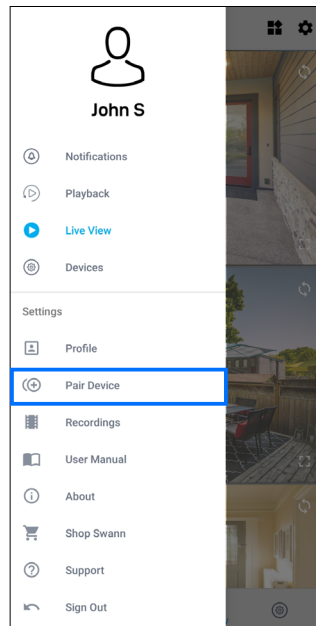 John S
Notifications
Playback
Live View
Devices
Settings
Profile
Pair Device
Recordings
User Manual
About
Shop Swann
Support
Sign Out